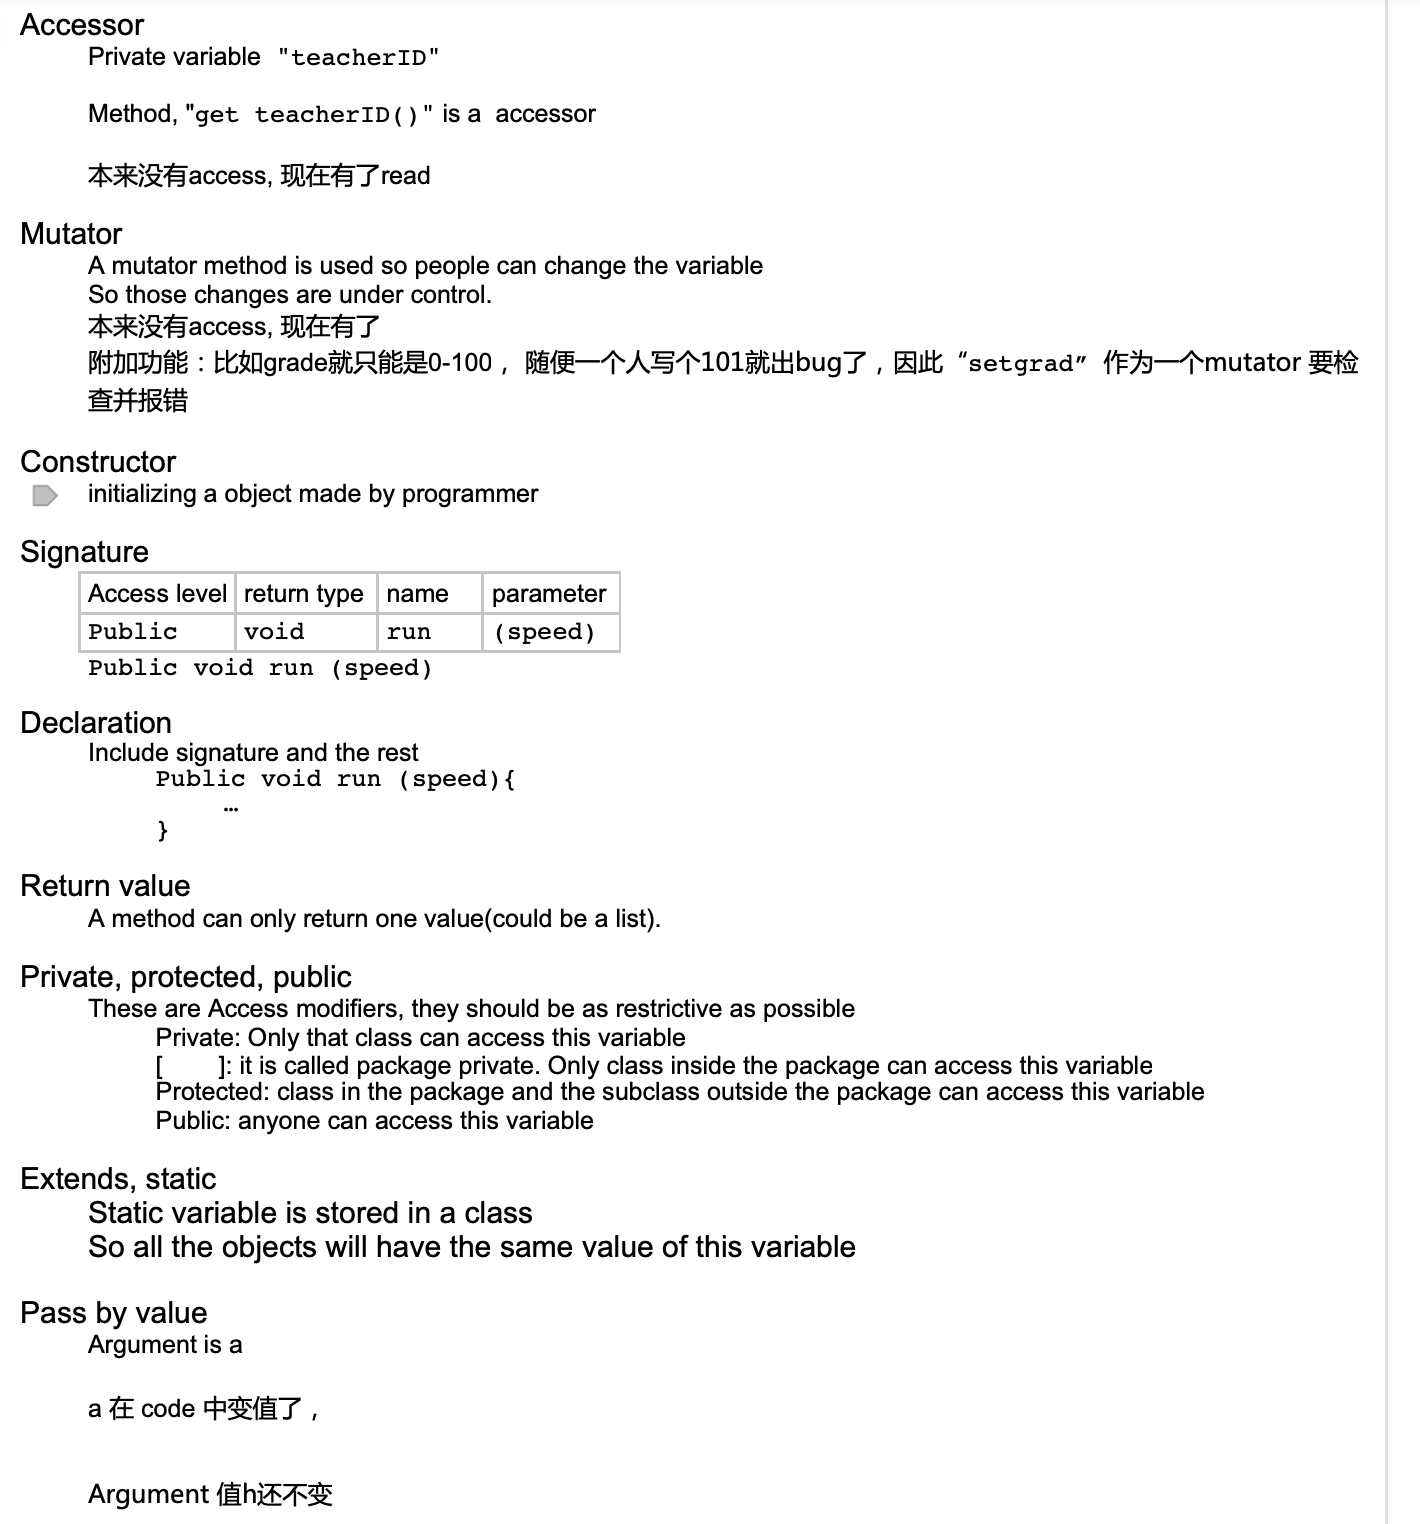 Accessor
Private variable "teacherID"
Method, "get teacherID()" is a accessor
本来没有access, 现在有了read
Mutator
A mutator method is used so people can change the variable
So those changes are under control.
本来没有access, 现在有了
附加功能：比如grade就只能是0-100， 随便一个人写个101就出bug了，因此“setgrad”作为一个mutator 要检
查并报错
Constructor
initializing a object made by programmer
Signature
Access level return type name parameter
Public void run (speed)
Public void run (speed)
Declaration
Include signature and the rest
Public void run (speed){
…
}
Return value
A method can only return one value(could be a list).
Private, protected, public
These are Access modifiers, they should be as restrictive as possible
Private: Only that class can access this variable
[ ]: it is called package private. Only class inside the package can access this variable
Protected: class in the package and the subclass outside the package can access this variable
Public: anyone can access this variable
Extends, static
Static variable is stored in a class
So all the objects will have the same value of this variable
Pass by value
Argument is a
a 在 code 中变值了，
Argument 值h还不变